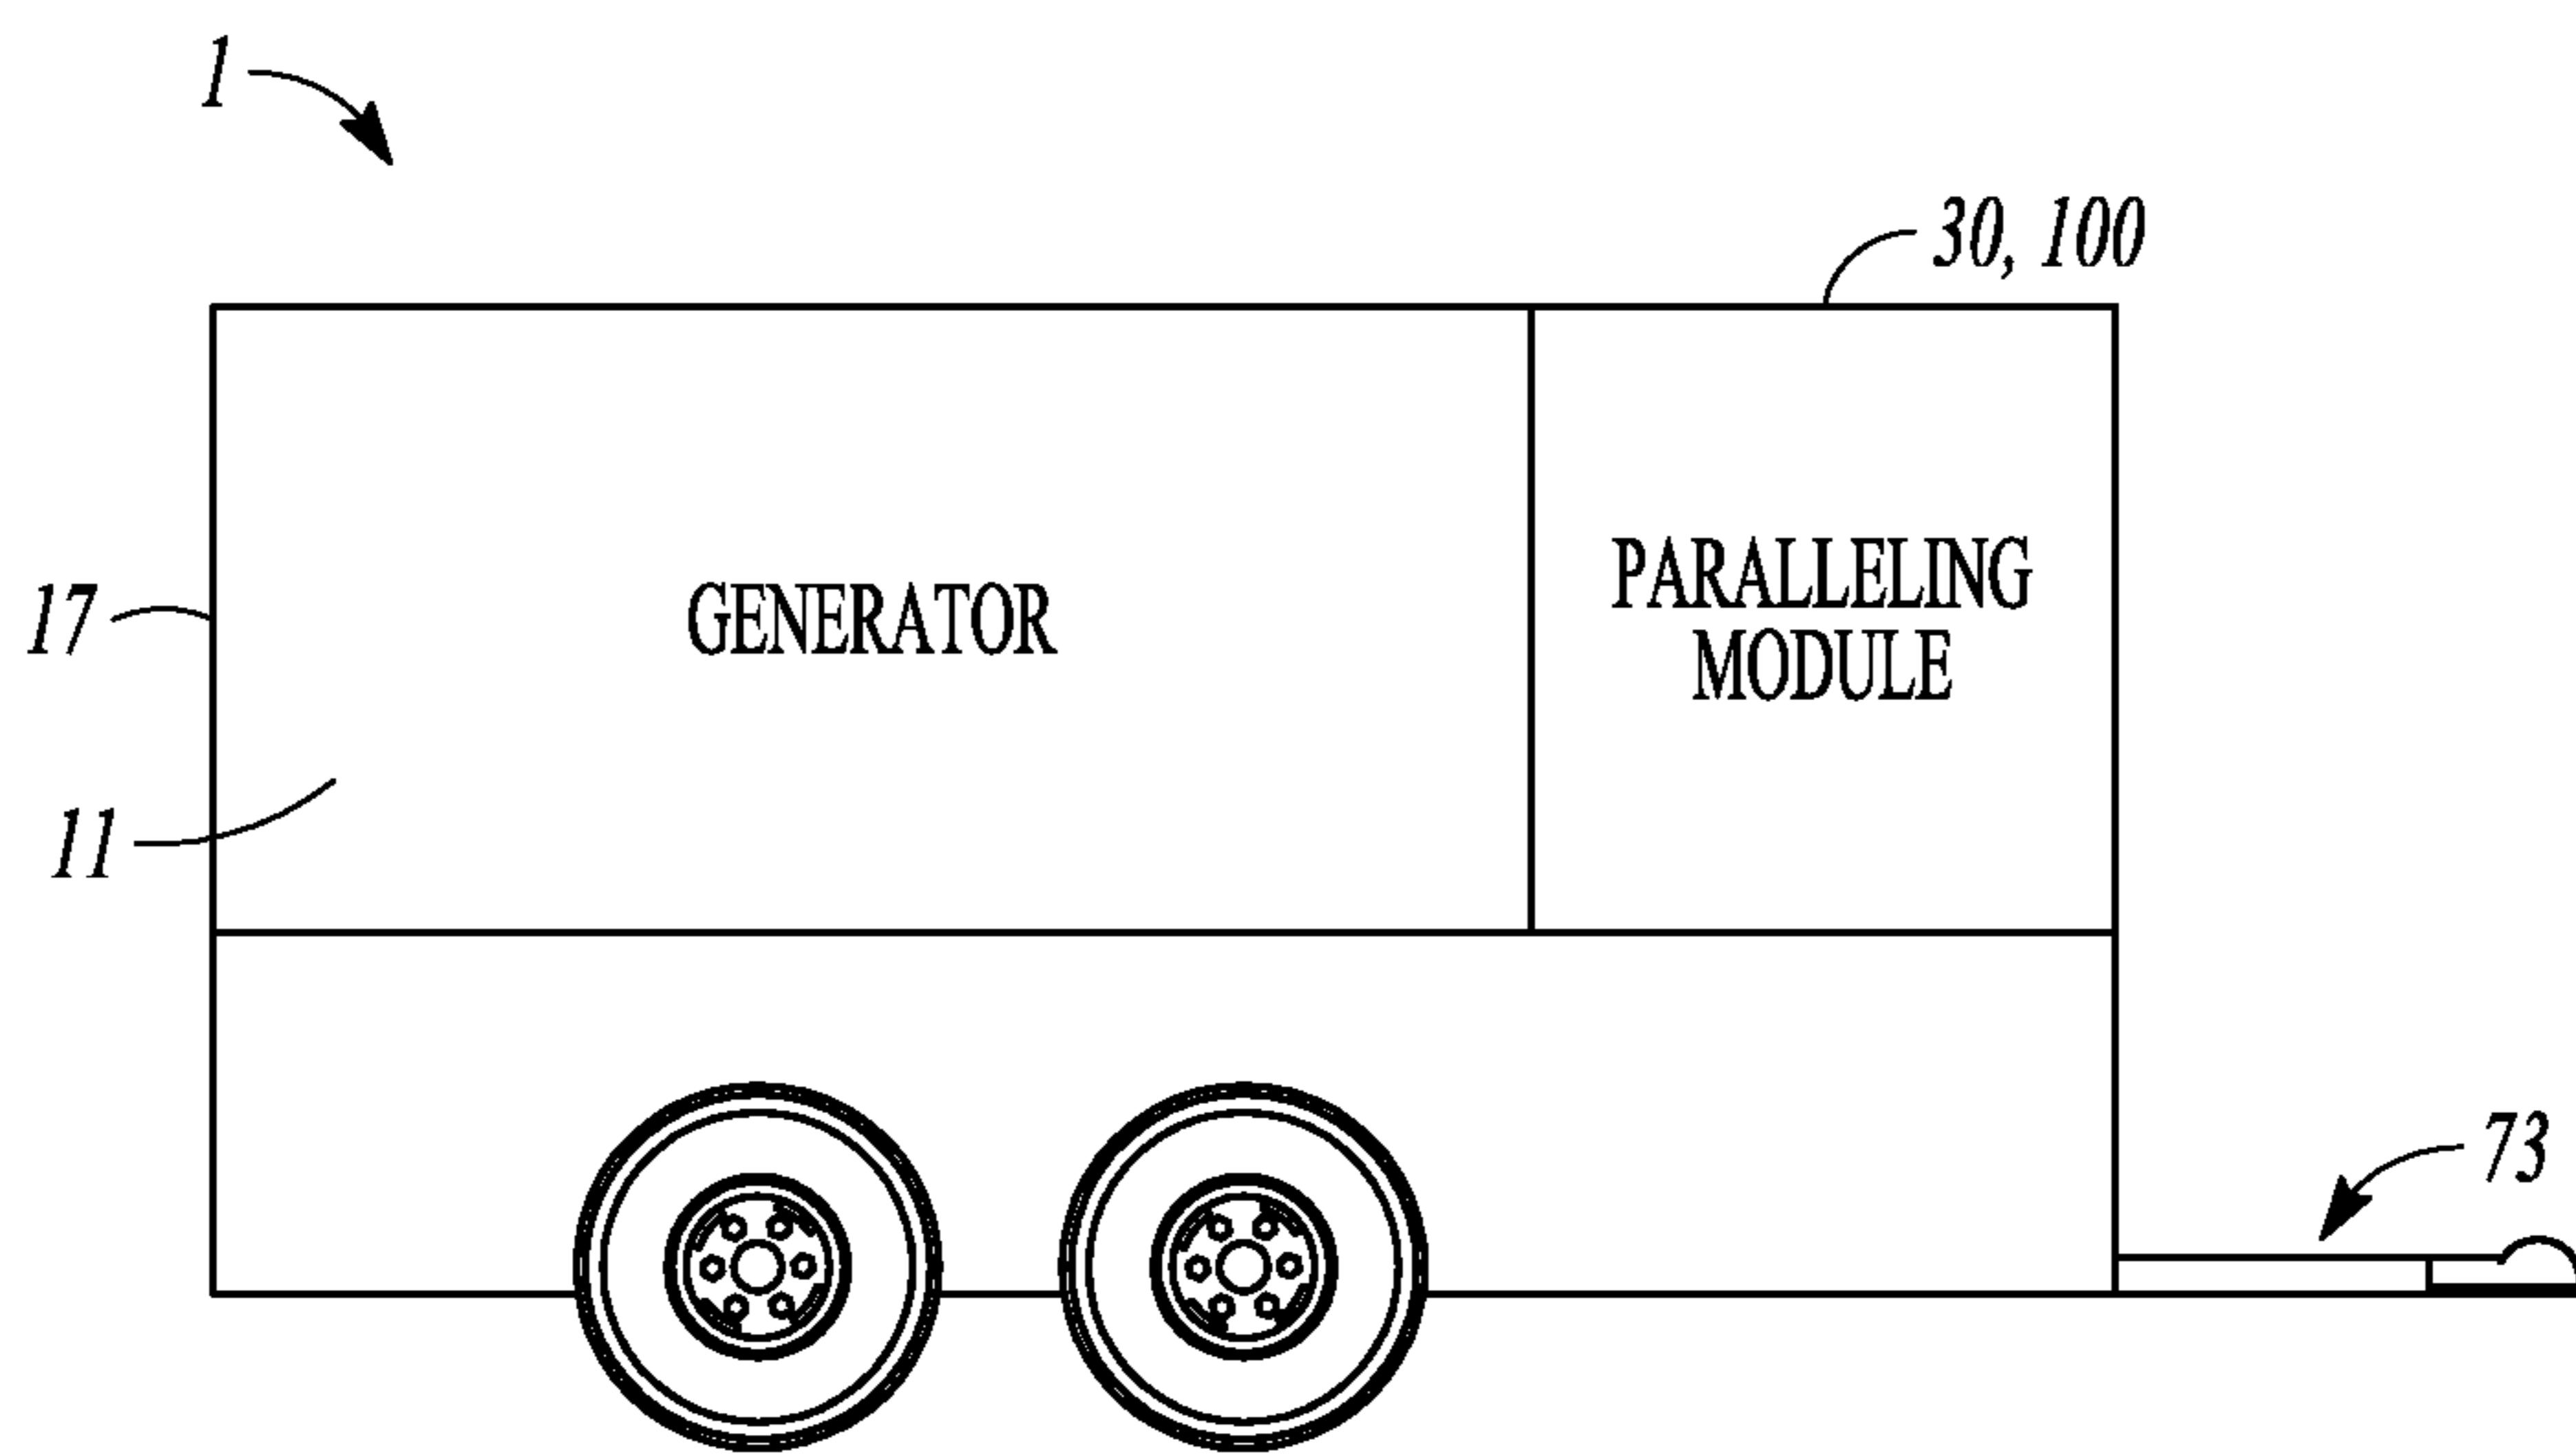 1
30, 100
GENERATOR
PARALLELING
MODULE
17
11
73